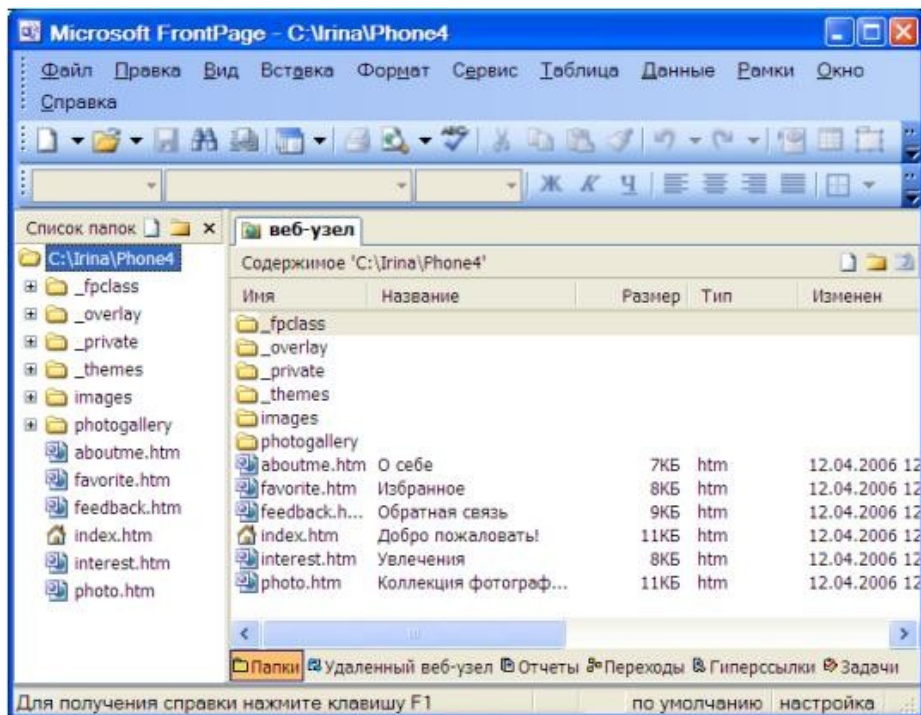 Microsoft FrontPage - C:\Irina\Phone4
Файл Правка Вид Вставка Формат Сервис Таблица Данные Рамки Окно
Справка
Ж К Ч
Список папок
веб-узел
C:\Irina\Phone4
_fpclass
_overlay
_private
_themes
images
photogallery
aboutme.htm
favorite.htm
feedback.htm
index.htm
interest.htm
photo.htm
Содержимое 'C:\Irina\Phone4'
Имя Название Размер Тип Изменен
_fpclass
_overlay
_private
_themes
images
photogallery
aboutme.htm О себе 7КБ htm 12.04.2006 12
favorite.htm Избранное 8КБ htm 12.04.2006 12
feedback.h... Обратная связь 9КБ htm 12.04.2006 12
index.htm Добро пожаловать! 11КБ htm 12.04.2006 12
interest.htm Увлечения 8КБ htm 12.04.2006 12
photo.htm Коллекция фотограф... 11КБ htm 12.04.2006 12
Папки Удаленный веб-узел Отчеты Переходы Гиперссылки Задачи
Для получения справки нажмите клавишу F1 по умолчанию настройка